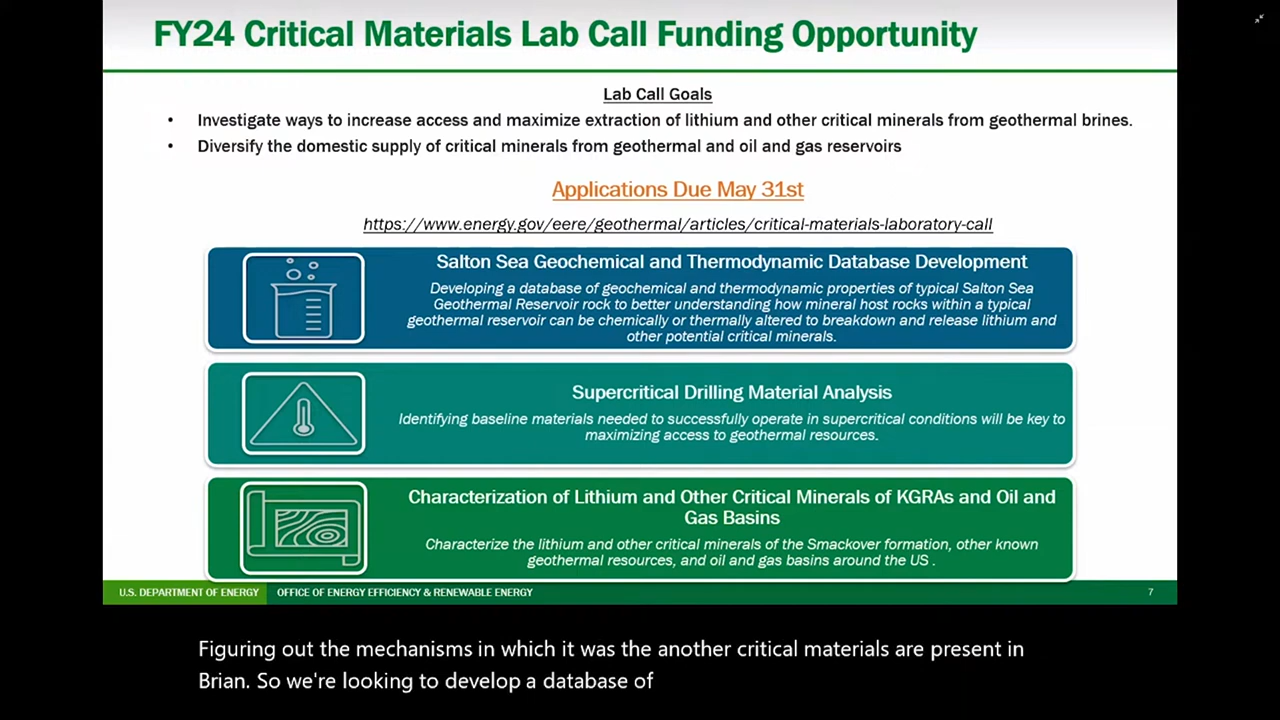 FY24 Critical Materials Lab Call Funding Opportunity
Lab Call Goals
• Investigate ways to increase access and maximize extraction of lithium and other critical minerals from geothermal brines.
• Diversify the domestic supply of critical minerals from geothermal and oil and gas reservoirs
Applications Due May 31st
https://www.energy.gov/eere/geothermal/articles/critical-materials-laboratory-call
Salton Sea Geochemical and Thermodynamic Database Development
Developing a database of geochemical and thermodynamic properties of typical Salton Sea
Geothermal Reservoir rock to better understanding how mineral host rocks within a typical
geothermal reservoir can be chemically or thermally altered to breakdown and release lithium and
other potential critical minerals.
Supercritical Drilling Material Analysis
Identifying baseline materials needed to successfully operate in supercritical conditions will be key to
maximizing access to geothermal resources.
Characterization of Lithium and Other Critical Minerals of KGRAs and Oil and
Gas Basins
Characterize the lithium and other critical minerals of the Smackover formation, other known
geothermal resources, and oil and gas basins around the US .
U.S. DEPARTMENT OF ENERGY OFFICE OF ENERGY EFFICIENCY & RENEWABLE ENERGY 7
Figuring out the mechanisms in which it was the another critical materials are present in
Brian. So we're looking to develop a database of